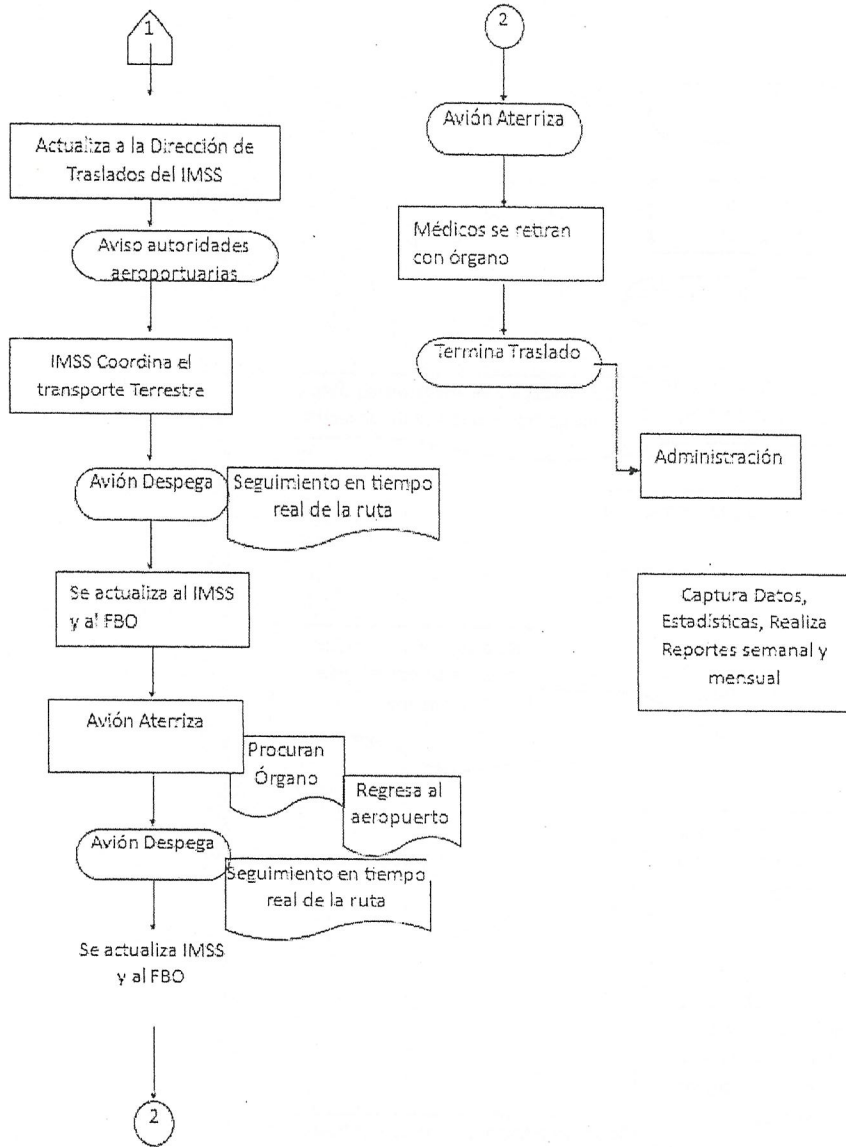 1
Actualiza a la Dirección de
Traslados del IMSS
Aviso autoridades
aeroportuarias
IMSS Coordina el
transporte Terrestre
Avión Despega
Seguimiento en tiempo
real de la ruta
Se actualiza al IMSS
y al FBO
Avión Aterriza
Procuran
Órgano
Regresa al
aeropuerto
Avión Despega
Seguimiento en tiempo
real de la ruta
Se actualiza IMSS
y al FBO
2
2
Avión Aterriza
Médicos se retiran
con órgano
Termina Traslado
Administración
Captura Datos,
Estadísticas, Realiza
Reportes semanal y
mensual